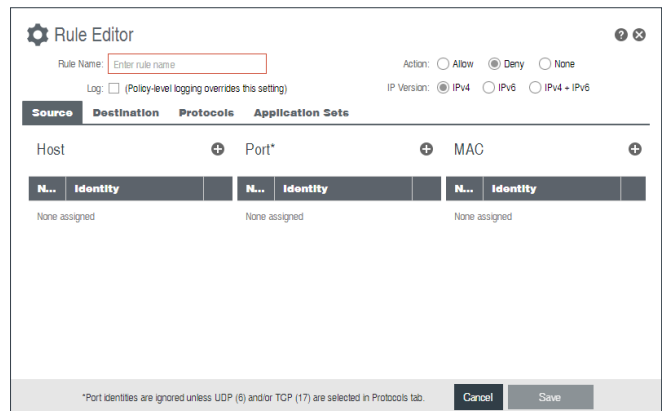 Rule Editor
Rule Name: Enter rule name Action: Allow Deny None
Log: (Policy-level logging overrides this setting) IP Version: IPv4 IPv6 IPv4 + IPv6
Source Destination Protocols Application Sets
Host Port* MAC
N... Identity N... Identity N... Identity
None assigned None assigned None assigned
*Port identities are ignored unless UDP (6) and/or TCP (17) are selected in Protocols tab. Cancel Save